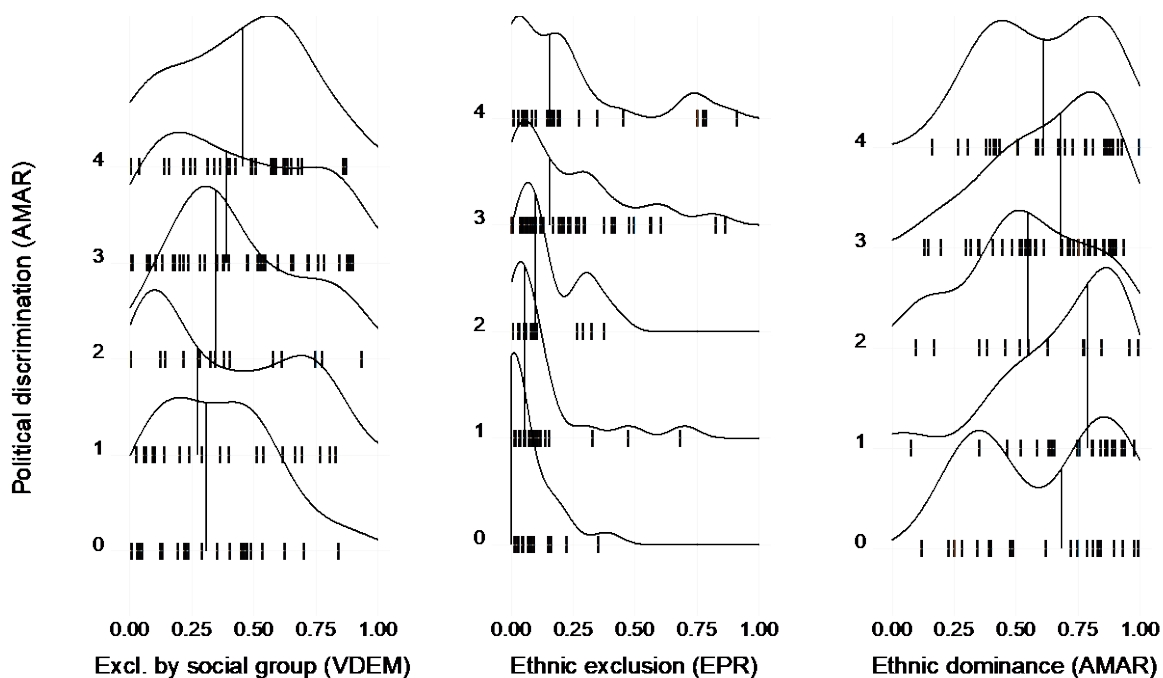 Political discrimination (AMAR)
4
3
2
1
0
0.00 0.25 0.50 0.75 1.00
Excl. by social group (VDEM)
4
3
2
1
0
0.00 0.25 0.50 0.75 1.00
Ethnic exclusion (EPR)
4
3
2
1
0
0.00 0.25 0.50 0.75 1.00
Ethnic dominance (AMAR)